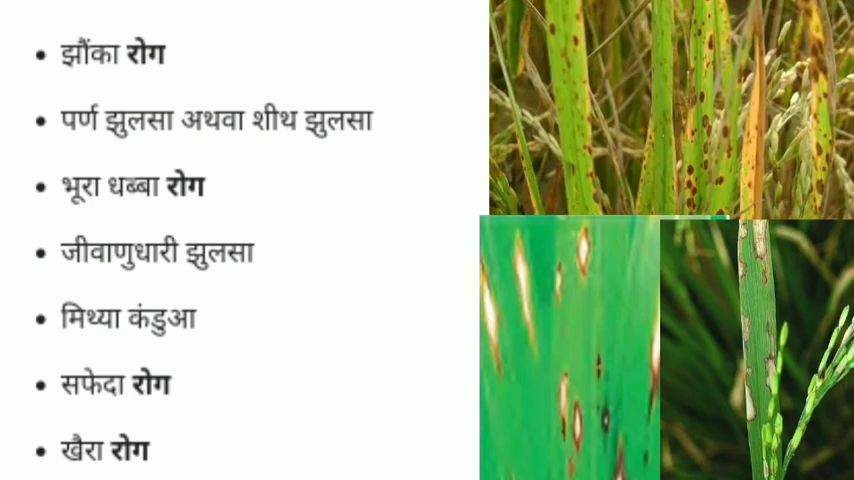 • झौंका रोग
• पर्ण झुलसा अथवा शीथ झुलसा
• भूरा धब्बा रोग
• जीवाणुधारी झुलसा
• मिथ्या कंडुआ
• सफेदा रोग
• खैरा रोग